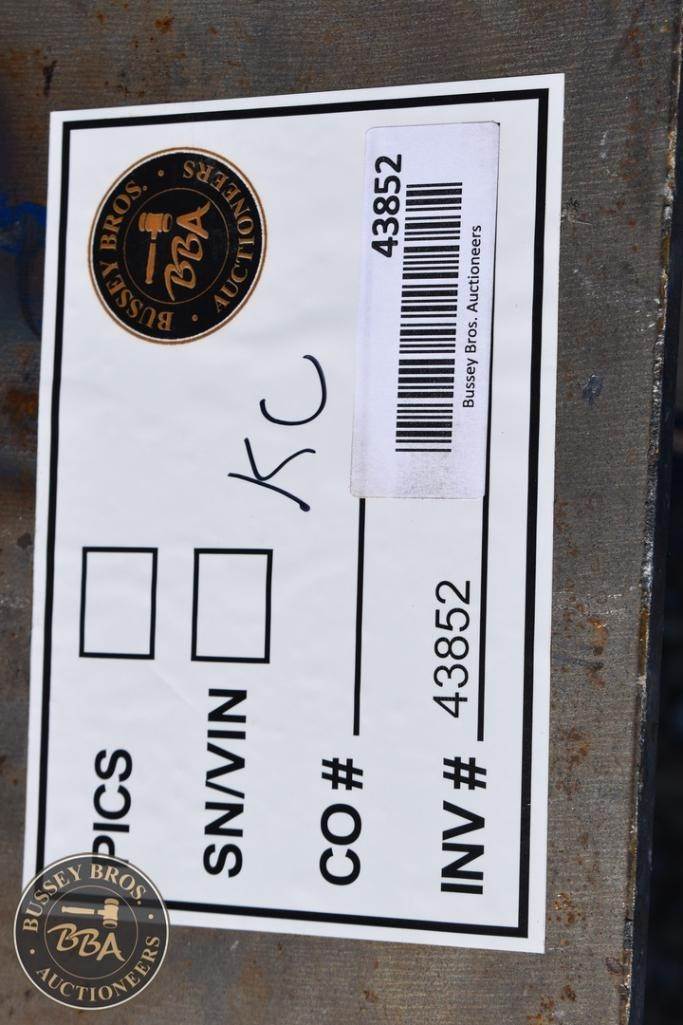 PICS
SN/VIN
KC
CO #
INV # 43852
43852
Bussey Bros. Auctioneers
BUSSEY BROS. • AUCTIONEERS •
BBA
BUSSEY BROS. • AUCTIONEERS •
BBA